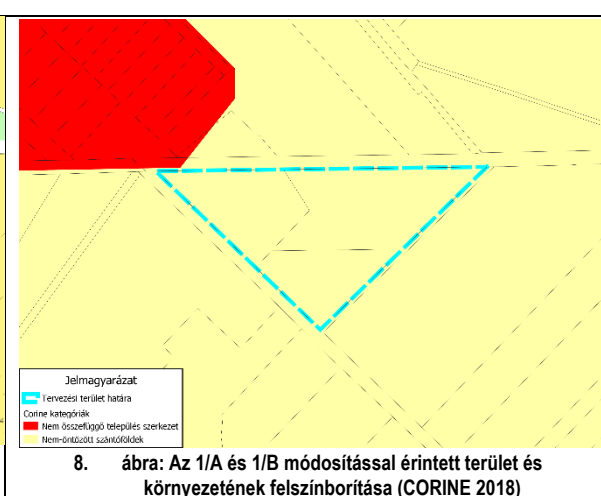 Jelmagyarázat
Tervezési terület határa
Corine kategóriák
Nem összefüggő település szerkezet
Nem-öntözött szántóföldek
8. ábra: Az 1/A és 1/B módosítással érintett terület és
környezetének felszínborítása (CORINE 2018)